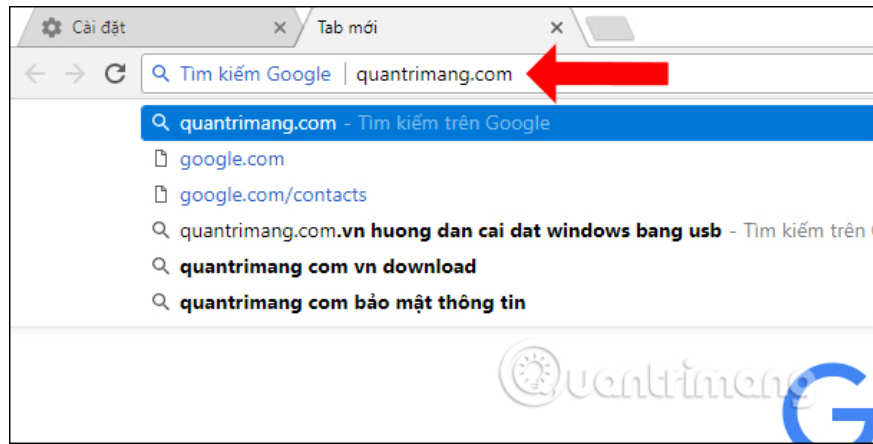 Cài đặt
Tab mới
Tìm kiếm Google | quantrimang.com
quantrimang.com - Tìm kiếm trên Google
google.com
google.com/contacts
quantrimang.com.vn huong dan cai dat windows bang usb - Tìm kiếm trên
quantrimang com vn download
quantrimang com bảo mật thông tin
Quantrimang
G